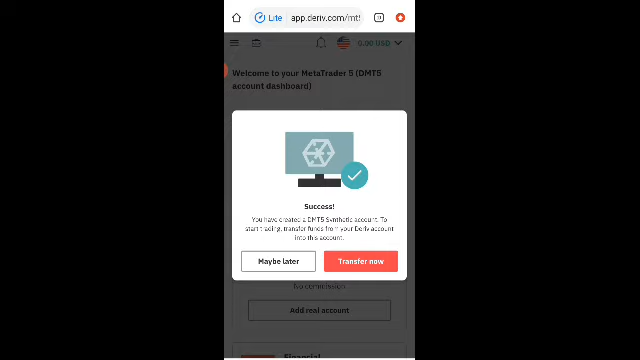 Lite app.deriv.com/mt5
0.00 USD
Welcome to your MetaTrader 5 (DMT5
account dashboard)
Success!
You have created a DMT5 Synthetic account. To
start trading, transfer funds from your Deriv account
into this account.
Maybe later Transfer now
No commission
Add real account
Financial